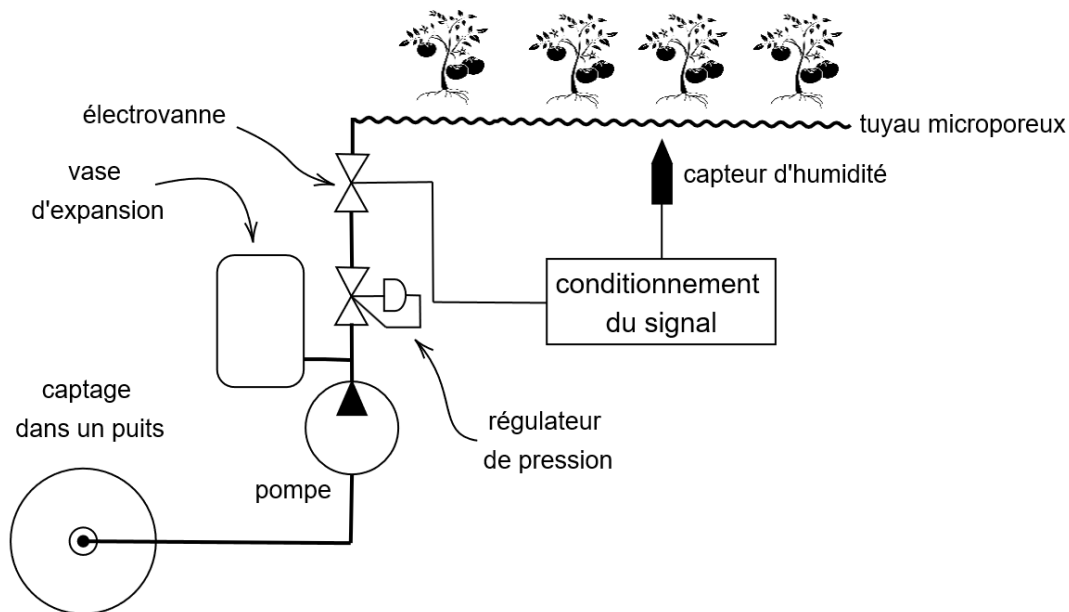 électrovanne
tuyau microporeux
vase
d'expansion
capteur d'humidité
conditionnement
du signal
captage
dans un puits
régulateur
de pression
pompe